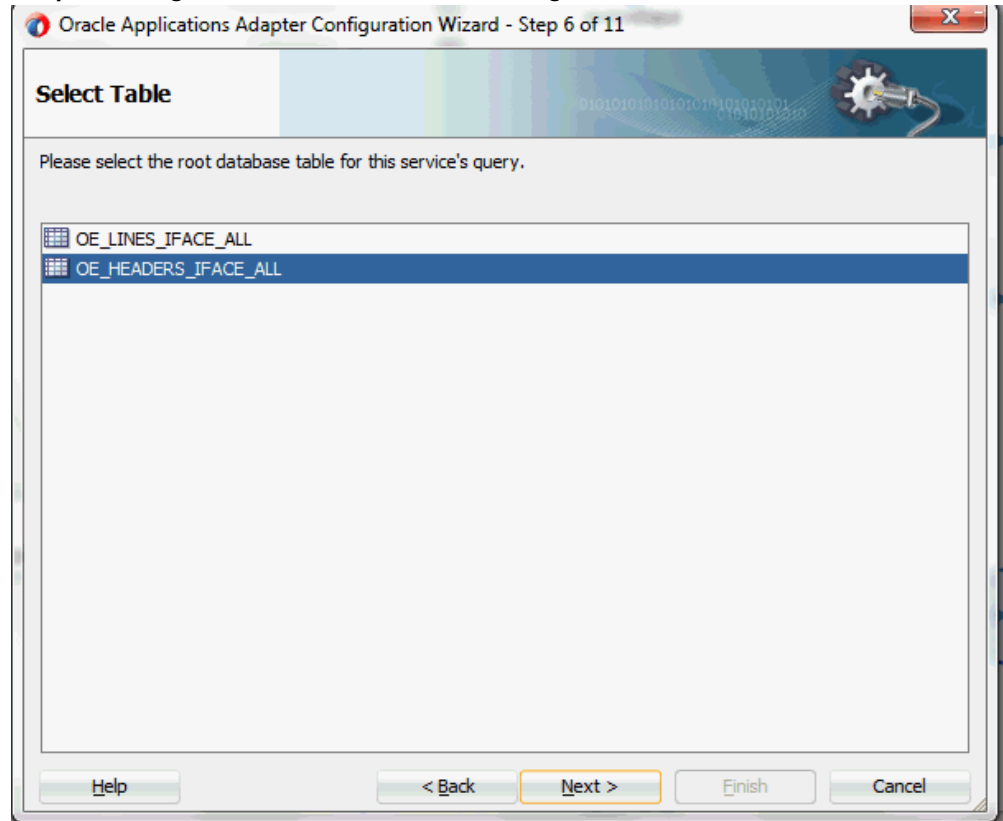 Oracle Applications Adapter Configuration Wizard - Step 6 of 11
Select Table
Please select the root database table for this service's query.
OE_LINES_IFACE_ALL
OE_HEADERS_IFACE_ALL
Help
< Back
Next >
Finish
Cancel